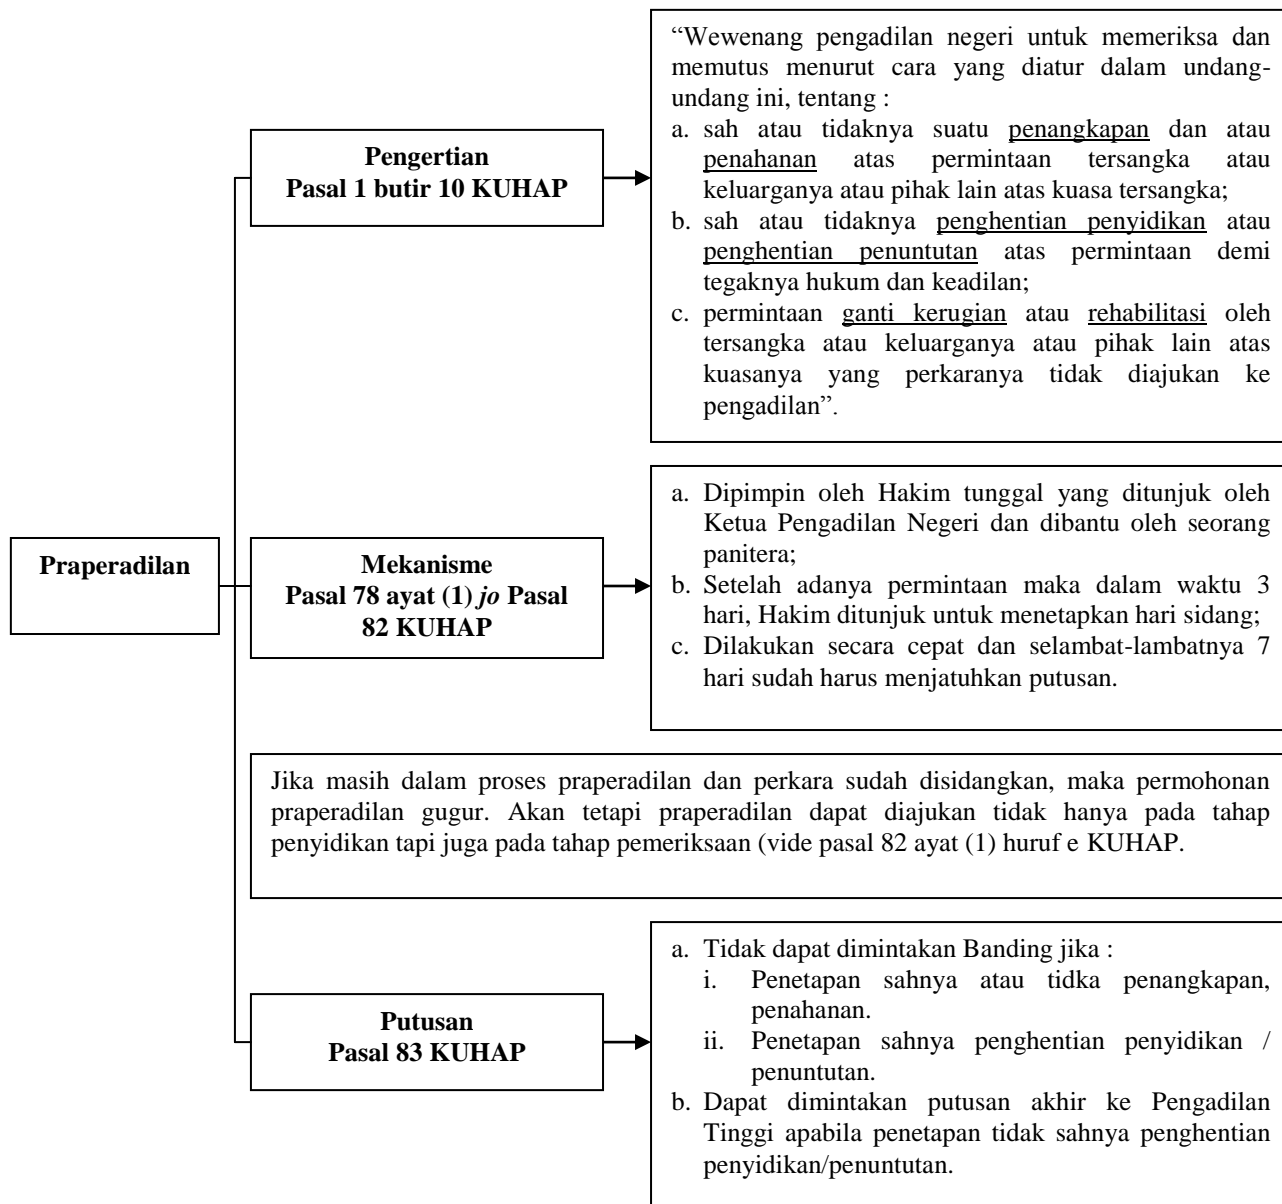 Praperadilan
Pengertian
Pasal 1 butir 10 KUHAP
“Wewenang pengadilan negeri untuk memeriksa dan
memutus menurut cara yang diatur dalam undang-
undang ini, tentang :
a. sah atau tidaknya suatu penangkapan dan atau
penahanan atas permintaan tersangka atau
keluarganya atau pihak lain atas kuasa tersangka;
b. sah atau tidaknya penghentian penyidikan atau
penghentian penuntutan atas permintaan demi
tegaknya hukum dan keadilan;
c. permintaan ganti kerugian atau rehabilitasi oleh
tersangka atau keluarganya atau pihak lain atas
kuasanya yang perkaranya tidak diajukan ke
pengadilan”.
Mekanisme
Pasal 78 ayat (1) jo Pasal
82 KUHAP
a. Dipimpin oleh Hakim tunggal yang ditunjuk oleh
Ketua Pengadilan Negeri dan dibantu oleh seorang
panitera;
b. Setelah adanya permintaan maka dalam waktu 3
hari, Hakim ditunjuk untuk menetapkan hari sidang;
c. Dilakukan secara cepat dan selambat-lambatnya 7
hari sudah harus menjatuhkan putusan.
Jika masih dalam proses praperadilan dan perkara sudah disidangkan, maka permohonan
praperadilan gugur. Akan tetapi praperadilan dapat diajukan tidak hanya pada tahap
penyidikan tapi juga pada tahap pemeriksaan (vide pasal 82 ayat (1) huruf e KUHAP.
Putusan
Pasal 83 KUHAP
a. Tidak dapat dimintakan Banding jika :
i. Penetapan sahnya atau tidka penangkapan,
penahanan.
ii. Penetapan sahnya penghentian penyidikan /
penuntutan.
b. Dapat dimintakan putusan akhir ke Pengadilan
Tinggi apabila penetapan tidak sahnya penghentian
penyidikan/penuntutan.